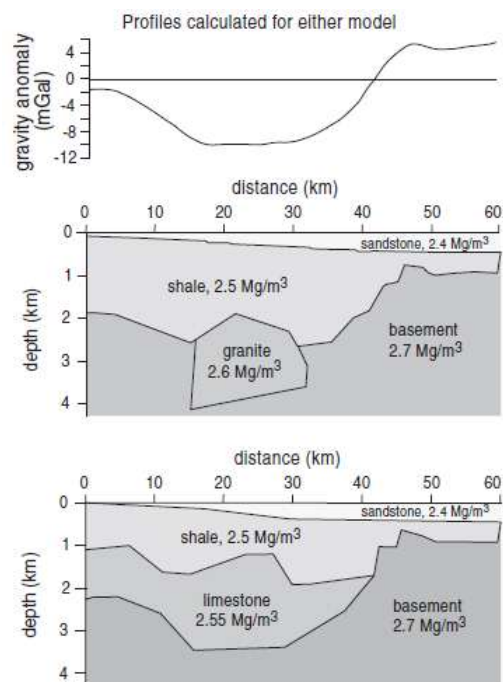 Profiles calculated for either model
gravity anomaly
(mGal)
4
0
-4
-8
-12
distance (km)
0 10 20 30 40 50 60
depth (km)
0
1
2
3
4
sandstone, 2.4 Mg/m³
shale, 2.5 Mg/m³
granite
2.6 Mg/m³
basement
2.7 Mg/m³
distance (km)
0 10 20 30 40 50 60
depth (km)
0
1
2
3
4
sandstone, 2.4 Mg/m³
shale, 2.5 Mg/m³
limestone
2.55 Mg/m³
basement
2.7 Mg/m³